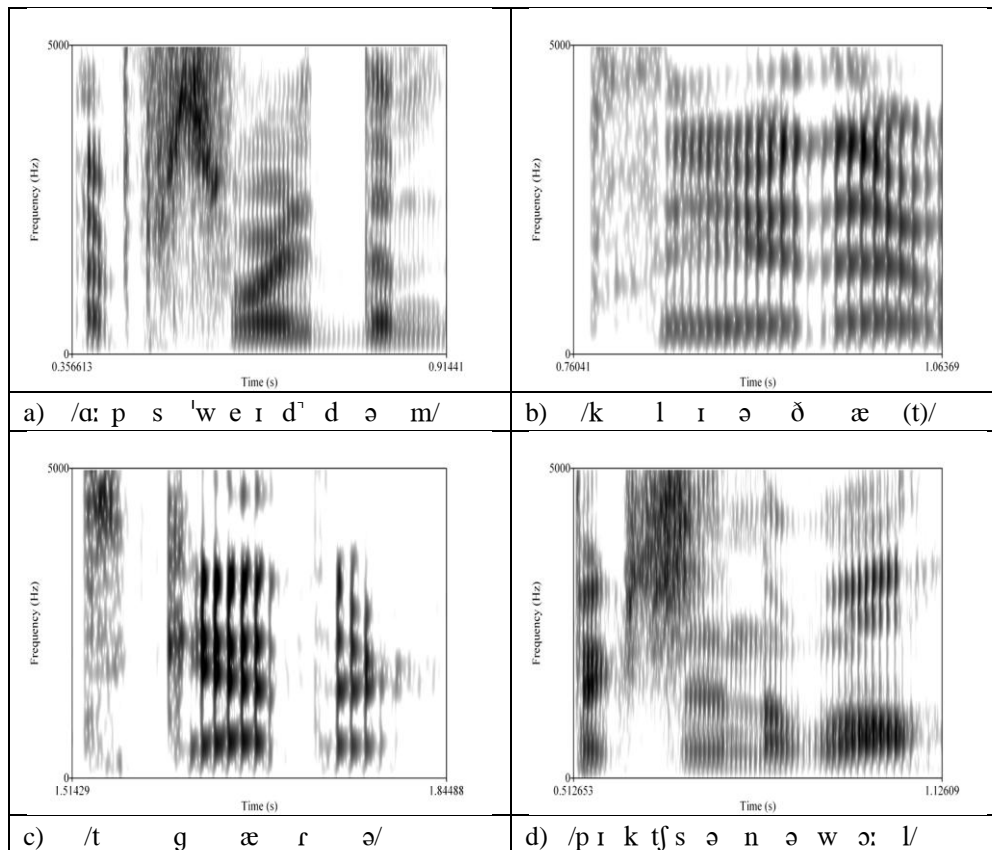 5000
Frequency (Hz)
0
0.356613
0.91441
Time (s)
5000
Frequency (Hz)
0
0.76041
1.06369
Time (s)
a) /ɑː p s ˈw e ɪ d̚ d ə m/
b) /k l ɪ ə ð æ (t)/
5000
Frequency (Hz)
0
1.51429
1.84488
Time (s)
5000
Frequency (Hz)
0
0.512653
1.12609
Time (s)
c) /t ɡ æ ɾ ə/
d) /p ɪ k tʃ s ə n ə w ɔː l/